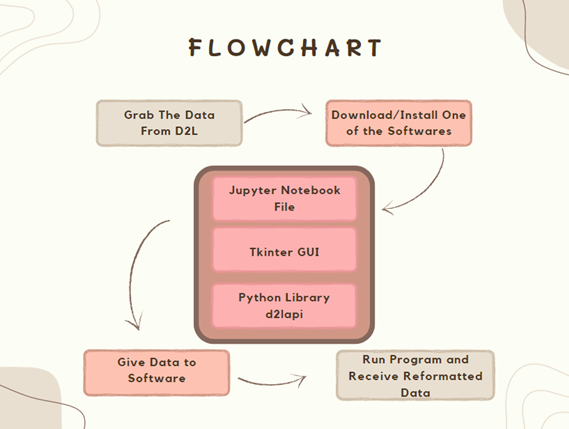 FLOWCHART
Grab The Data
From D2L
Download/Install One
of the Softwares
Jupyter Notebook
File
Tkinter GUI
Python Library
d2lapi
Give Data to
Software
Run Program and
Receive Reformatted
Data